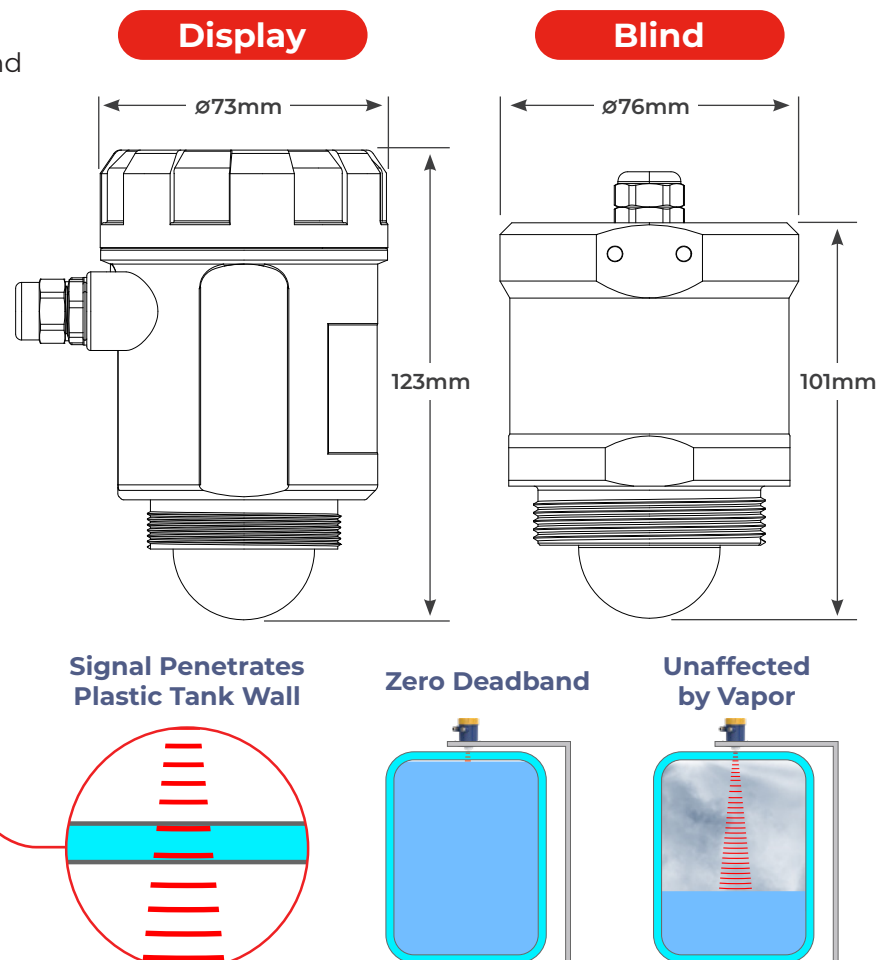 Display
Blind
nd
ø73mm
ø76mm
123mm
101mm
Signal Penetrates
Plastic Tank Wall
Zero Deadband
Unaffected
by Vapor